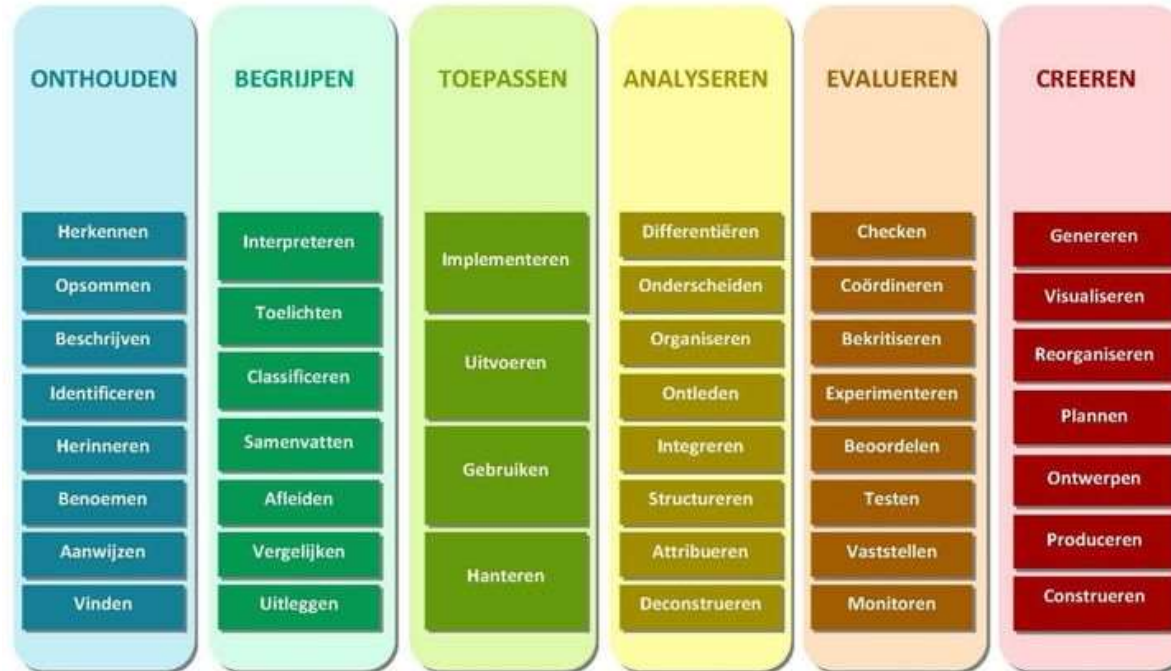 ONTHOUDEN
Herkennen
Opsommen
Beschrijven
Identificeren
Herinneren
Benoemen
Aanwijzen
Vinden
BEGRIJPEN
Interpreteren
Toelichten
Classificeren
Samenvatten
Afleiden
Vergelijken
Uitleggen
TOEPASSEN
Implementeren
Uitvoeren
Gebruiken
Hanteren
ANALYSEREN
Differentiëren
Onderscheiden
Organiseren
Ontleden
Integreren
Structureren
Attribueren
Deconstrueren
EVALUEREN
Checken
Coördineren
Bekritiseren
Experimenteren
Beoordelen
Testen
Vaststellen
Monitoren
CREEREN
Genereren
Visualiseren
Reorganiseren
Plannen
Ontwerpen
Produceren
Construeren